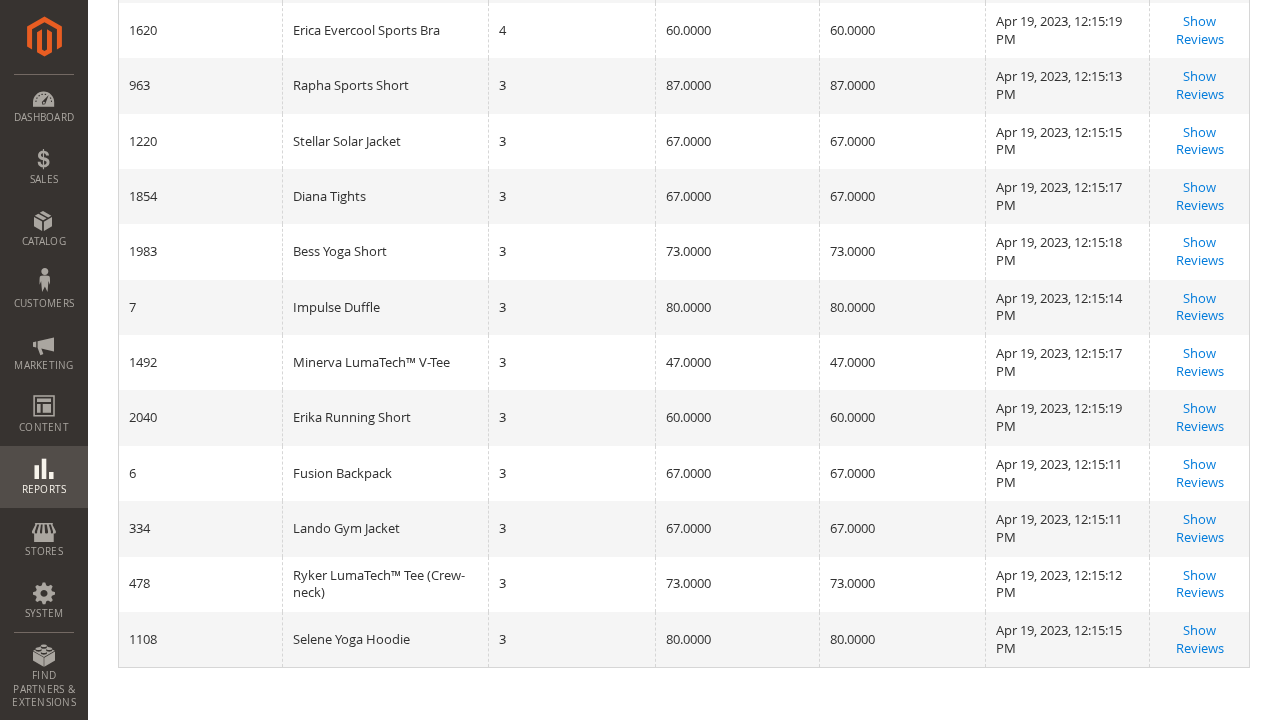 1620 Erica Evercool Sports Bra 4 60.0000 60.0000 Apr 19, 2023, 12:15:19 PM Show Reviews
963 Rapha Sports Short 3 87.0000 87.0000 Apr 19, 2023, 12:15:13 PM Show Reviews
1220 Stellar Solar Jacket 3 67.0000 67.0000 Apr 19, 2023, 12:15:15 PM Show Reviews
1854 Diana Tights 3 67.0000 67.0000 Apr 19, 2023, 12:15:17 PM Show Reviews
1983 Bess Yoga Short 3 73.0000 73.0000 Apr 19, 2023, 12:15:18 PM Show Reviews
7 Impulse Duffle 3 80.0000 80.0000 Apr 19, 2023, 12:15:14 PM Show Reviews
1492 Minerva LumaTech™ V-Tee 3 47.0000 47.0000 Apr 19, 2023, 12:15:17 PM Show Reviews
2040 Erika Running Short 3 60.0000 60.0000 Apr 19, 2023, 12:15:19 PM Show Reviews
6 Fusion Backpack 3 67.0000 67.0000 Apr 19, 2023, 12:15:11 PM Show Reviews
334 Lando Gym Jacket 3 67.0000 67.0000 Apr 19, 2023, 12:15:11 PM Show Reviews
478 Ryker LumaTech™ Tee (Crew-neck) 3 73.0000 73.0000 Apr 19, 2023, 12:15:12 PM Show Reviews
1108 Selene Yoga Hoodie 3 80.0000 80.0000 Apr 19, 2023, 12:15:15 PM Show Reviews
DASHBOARD
SALES
CATALOG
CUSTOMERS
MARKETING
CONTENT
REPORTS
STORES
SYSTEM
FIND
PARTNERS &
EXTENSIONS